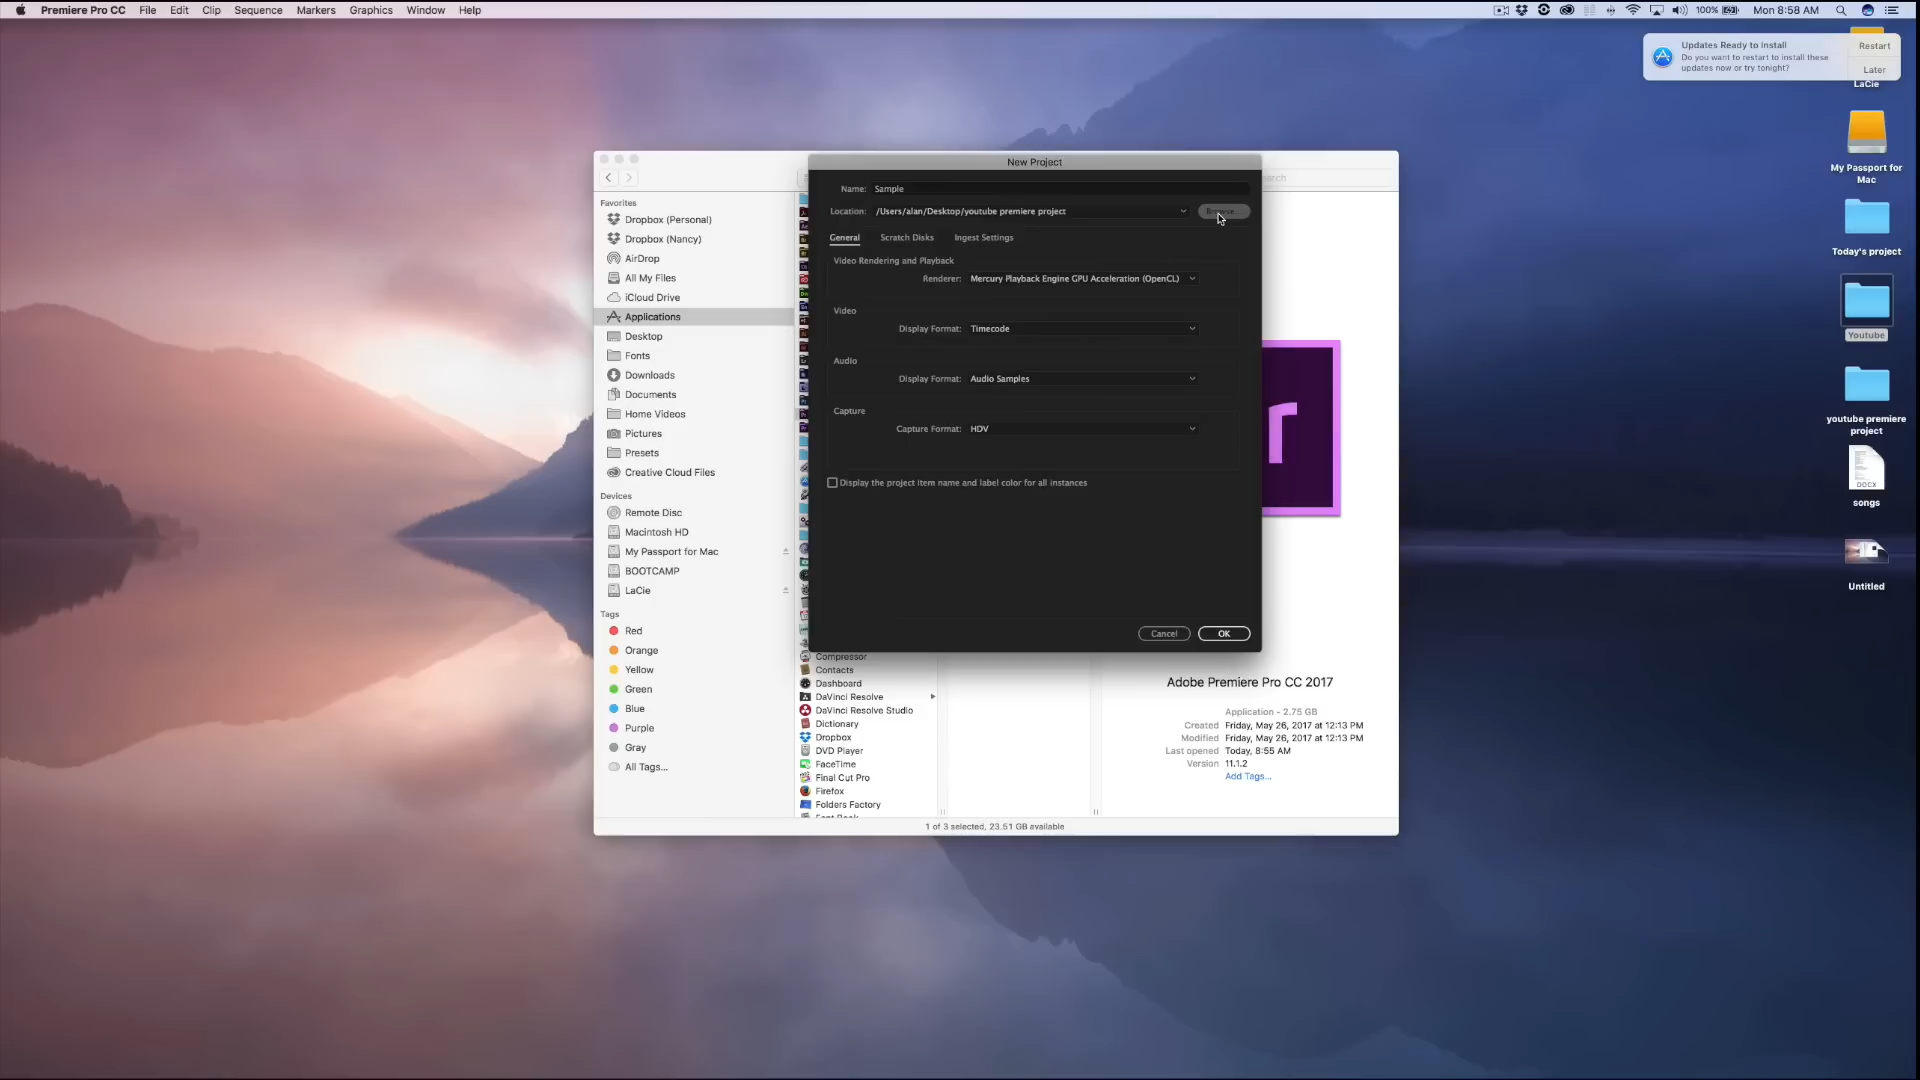 Premiere Pro CC File Edit Clip Sequence Markers Graphics Window Help
100% Mon 8:58 AM
Updates Ready to Install
Do you want to restart to install these
updates now or try tonight?
Restart
Later
LaCie
My Passport for
Mac
Today's project
Youtube
youtube premiere
project
DOCX
songs
Untitled
Favorites
Dropbox (Personal)
Dropbox (Nancy)
AirDrop
All My Files
iCloud Drive
Applications
Desktop
Fonts
Downloads
Documents
Home Videos
Pictures
Presets
Creative Cloud Files
Devices
Remote Disc
Macintosh HD
My Passport for Mac
BOOTCAMP
LaCie
Tags
Red
Orange
Yellow
Green
Blue
Purple
Gray
All Tags...
New Project
Name: Sample
Location: /Users/alan/Desktop/youtube premiere project
Browse...
General Scratch Disks Ingest Settings
Video Rendering and Playback
Renderer: Mercury Playback Engine GPU Acceleration (OpenCL)
Video
Display Format: Timecode
Audio
Display Format: Audio Samples
Capture
Capture Format: HDV
Display the project item name and label color for all instances
Cancel OK
Compressor
Contacts
Dashboard
DaVinci Resolve
DaVinci Resolve Studio
Dictionary
Dropbox
DVD Player
FaceTime
Final Cut Pro
Firefox
Folders Factory
r
Adobe Premiere Pro CC 2017
Application - 2.75 GB
Created Friday, May 26, 2017 at 12:13 PM
Modified Friday, May 26, 2017 at 12:13 PM
Last opened Today, 8:55 AM
Version 11.1.2
Add Tags...
1 of 3 selected, 23.51 GB available